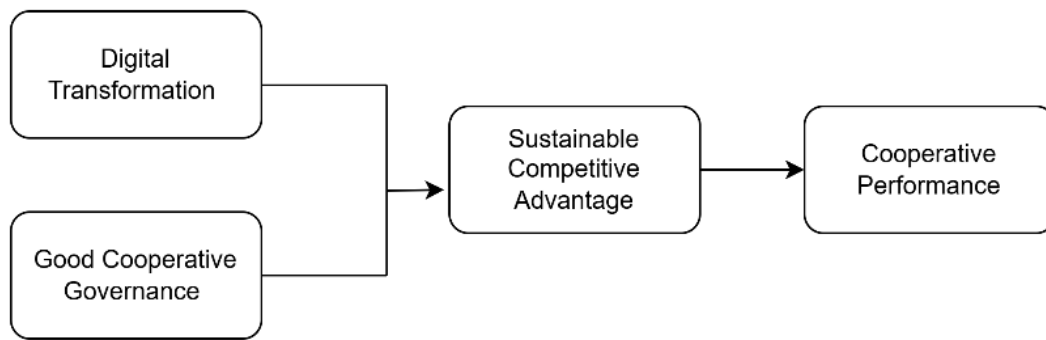 Digital
Transformation
Good Cooperative
Governance
Sustainable
Competitive
Advantage
Cooperative
Performance